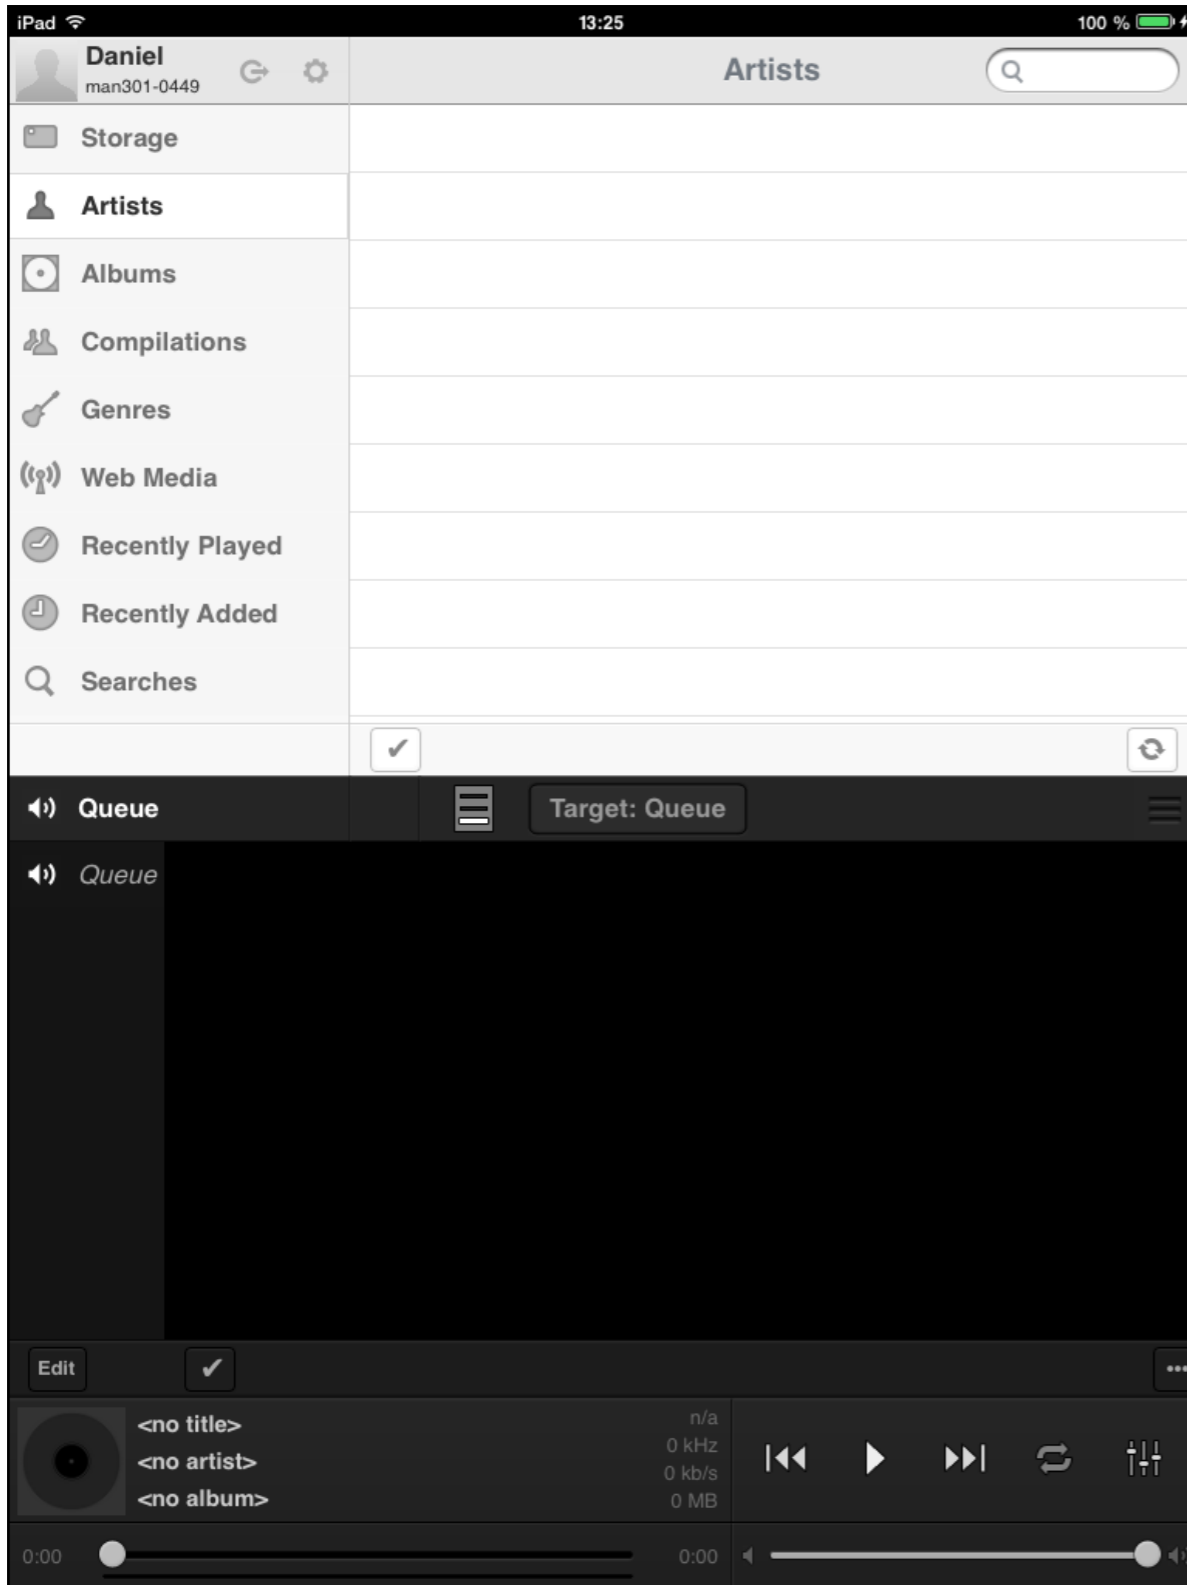 iPad 13:25 100 %
Daniel
man301-0449
Artists
Storage
Artists
Albums
Compilations
Genres
Web Media
Recently Played
Recently Added
Searches
Queue Target: Queue
Queue
Edit
<no title> n/a
0 kHz
<no artist>
0 kb/s
<no album> 0 MB
0:00 0:00